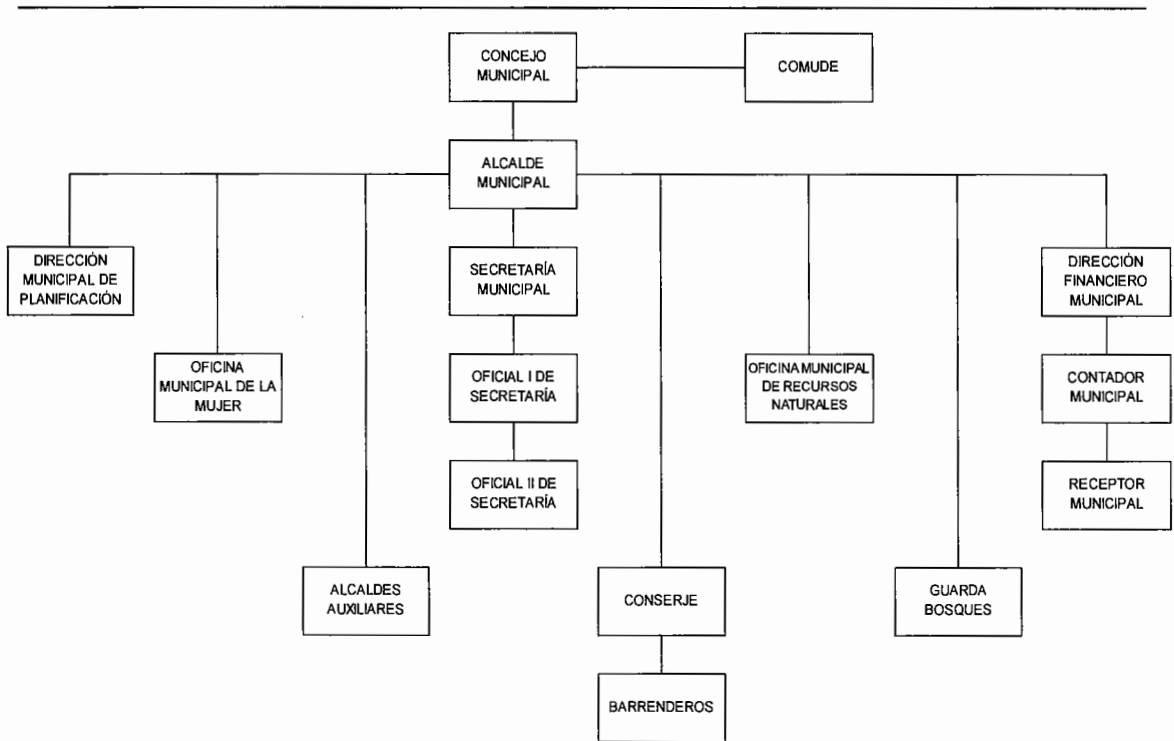 CONCEJO
MUNICIPAL
COMUDE
ALCALDE
MUNICIPAL
DIRECCIÓN
MUNICIPAL DE
PLANIFICACIÓN
SECRETARÍA
MUNICIPAL
DIRECCIÓN
FINANCIERO
MUNICIPAL
OFICINA
MUNICIPAL DE LA
MUJER
OFICIAL I DE
SECRETARÍA
OFICINA MUNICIPAL
DE RECURSOS
NATURALES
CONTADOR
MUNICIPAL
OFICIAL II DE
SECRETARÍA
RECEPTOR
MUNICIPAL
ALCALDES
AUXILIARES
CONSERJE
GUARDA
BOSQUES
BARRENDEROS